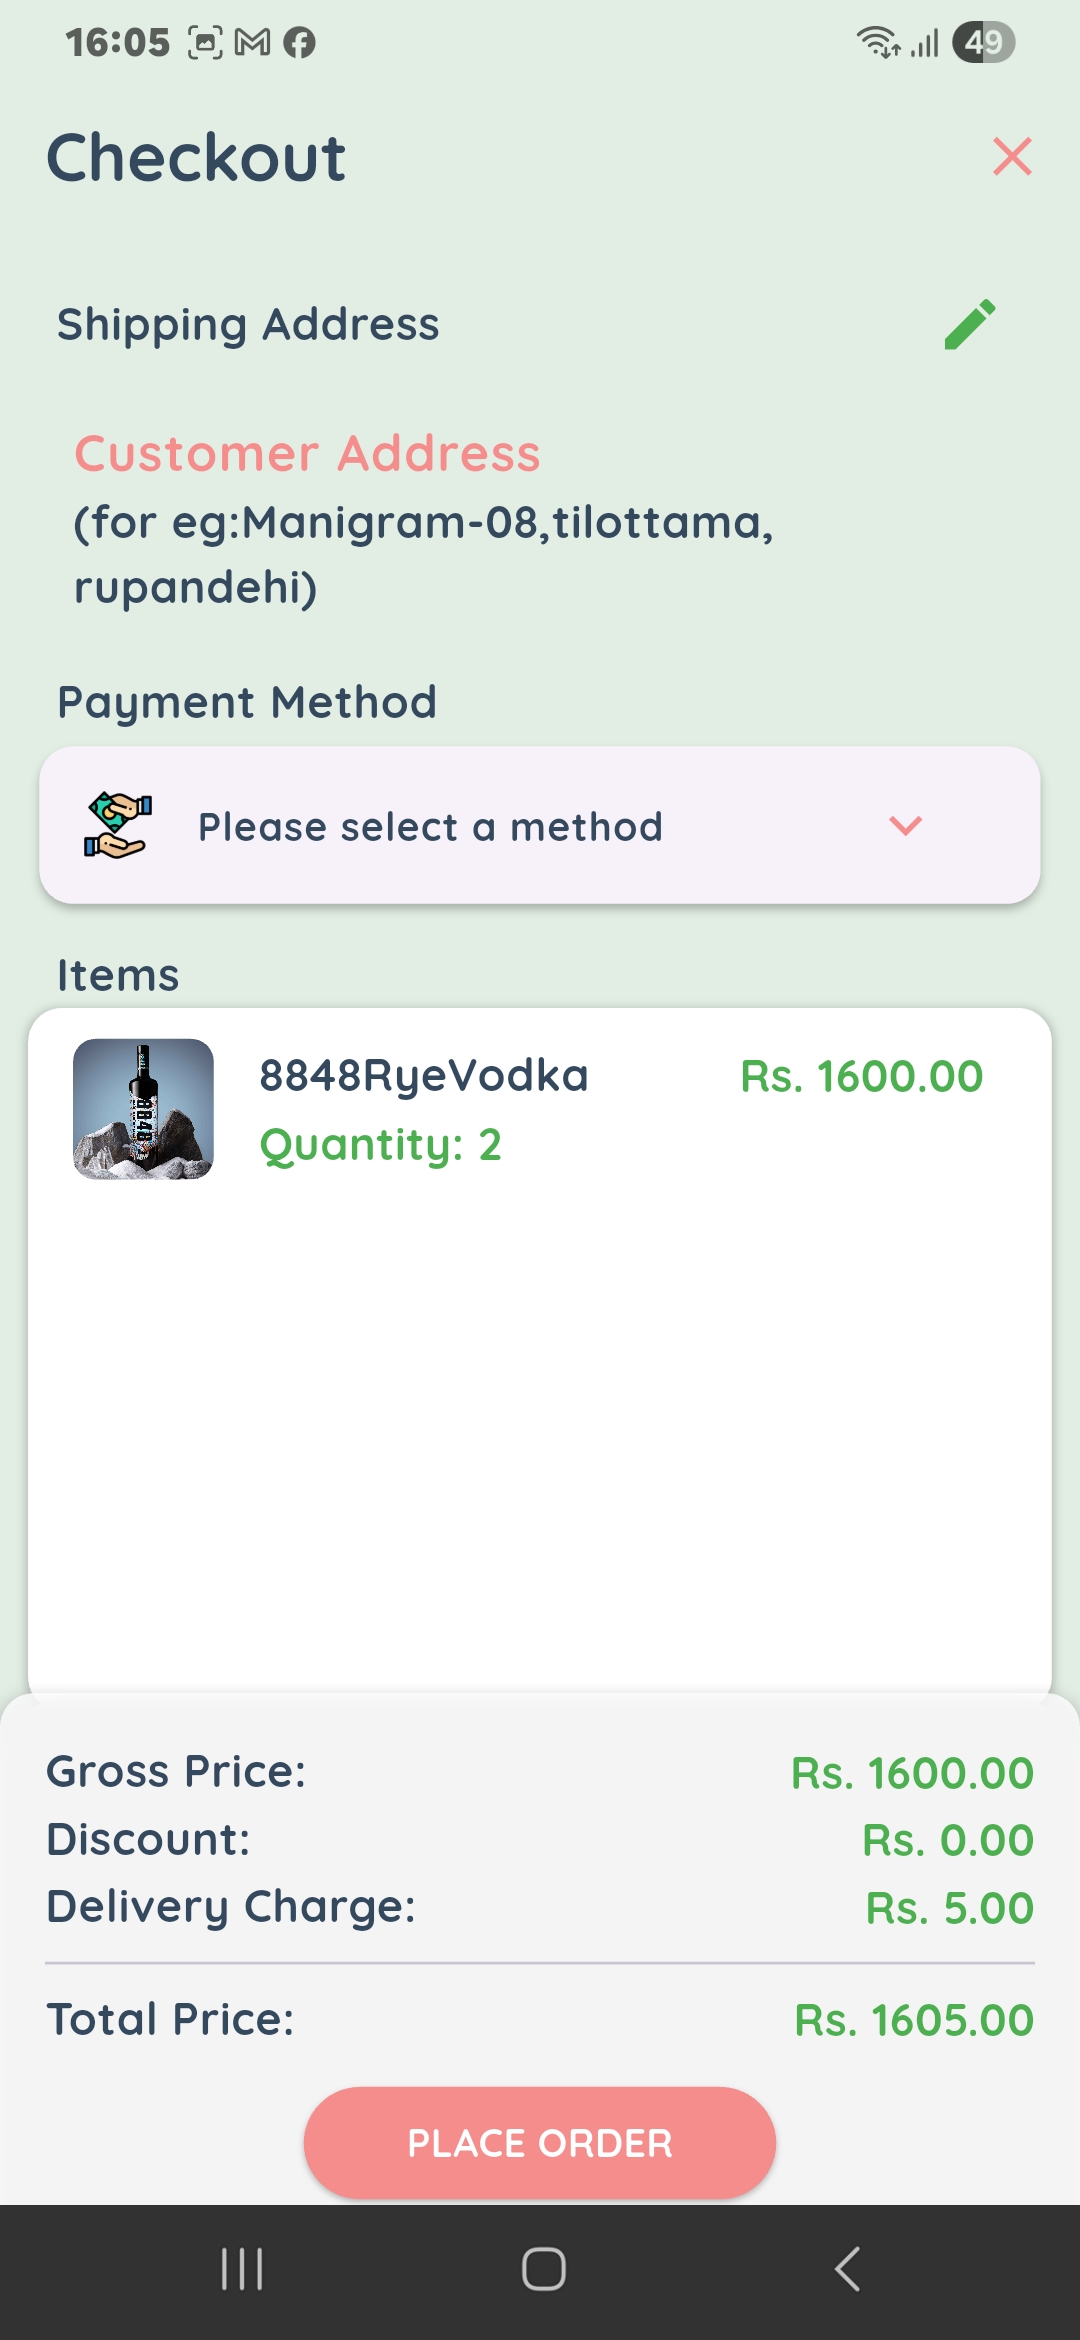 16:05
49
Checkout
Shipping Address
Customer Address
(for eg:Manigram-08,tilottama,
rupandehi)
Payment Method
Please select a method
Items
8848
8848RyeVodka Rs. 1600.00
Quantity: 2
Gross Price: Rs. 1600.00
Discount: Rs. 0.00
Delivery Charge: Rs. 5.00
Total Price: Rs. 1605.00
PLACE ORDER